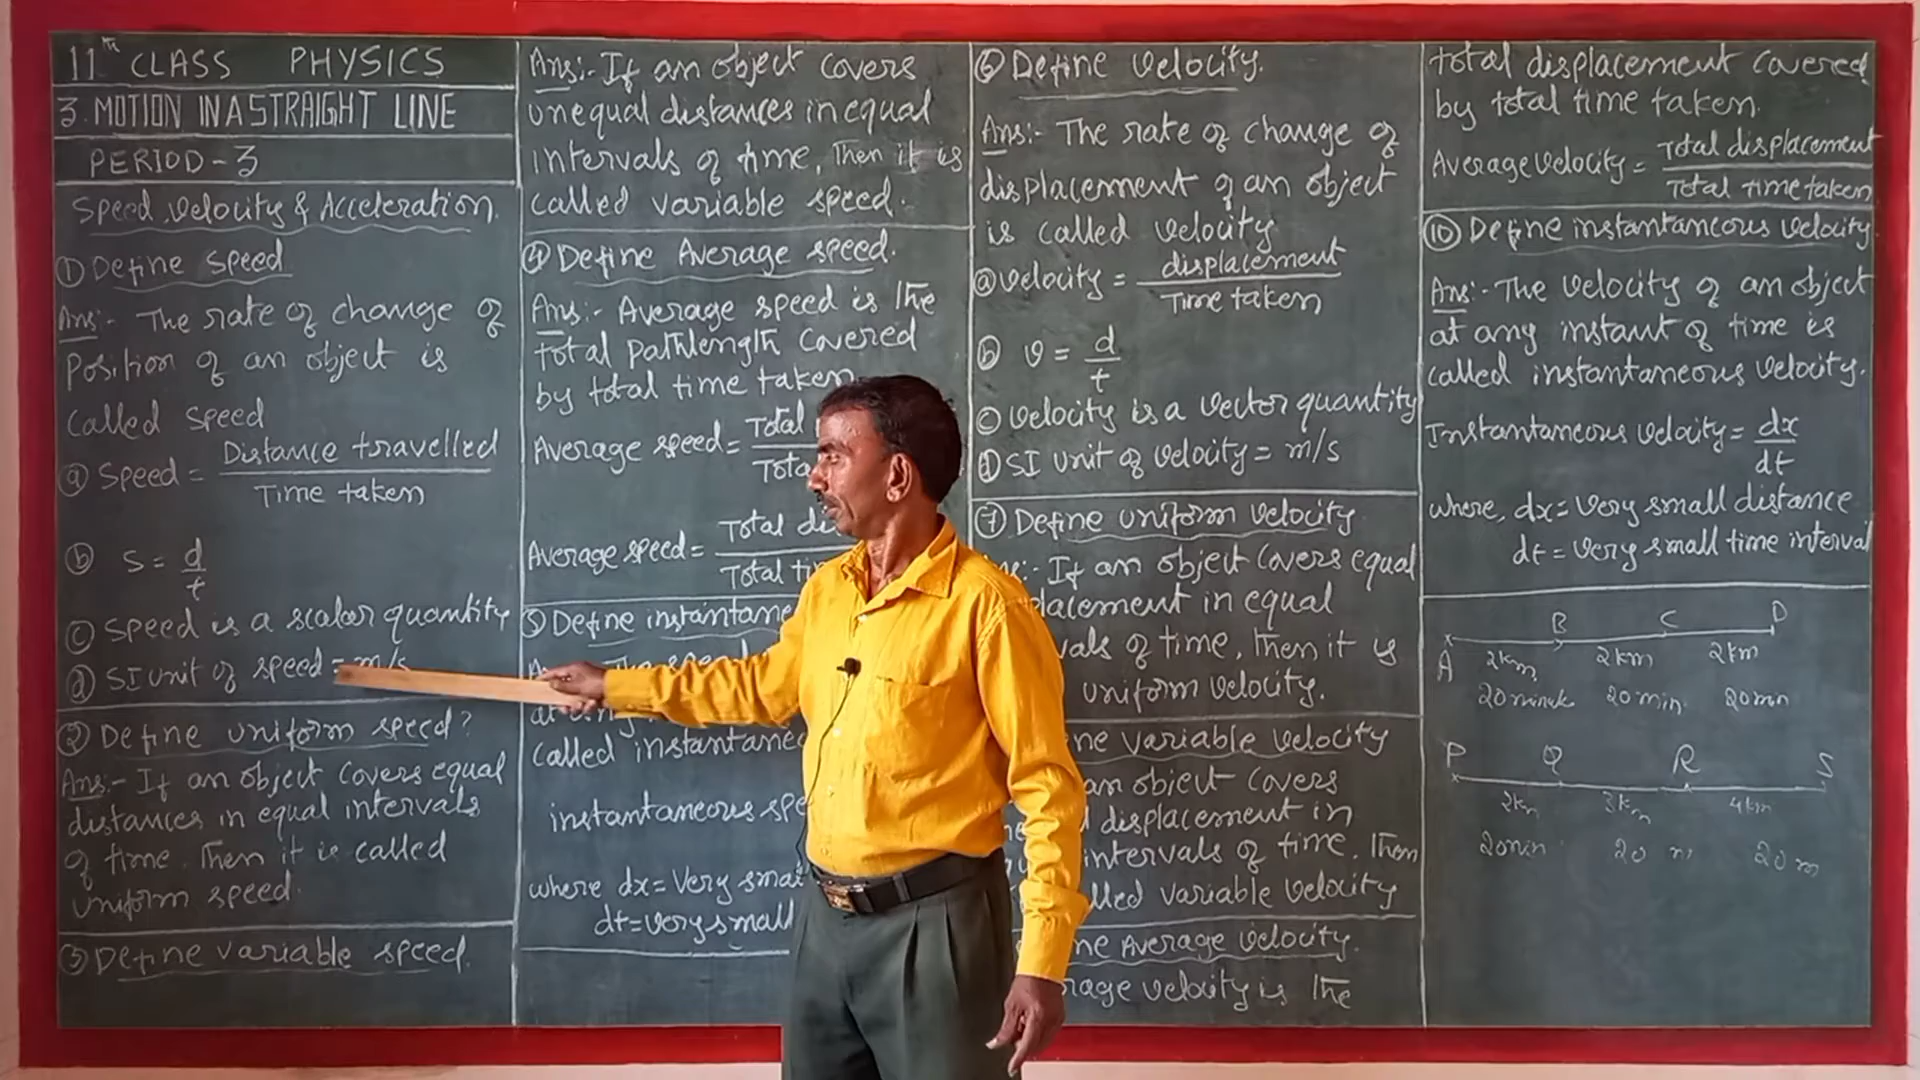 11th CLASS PHYSICS
3. MOTION IN A STRAIGHT LINE
PERIOD-3
Speed, Velocity & Acceleration.
① Define speed
Ans:- The rate of change of
Position of an object is
called speed
ⓐ Speed = Distance travelled / Time taken
ⓑ s = d/t
ⓒ Speed is a scalar quantity
ⓓ SI unit of speed = m/s
② Define uniform speed?
Ans:- If an object covers equal
distances in equal intervals
of time. Then it is called
uniform speed.
③ Define variable speed.
Ans:- If an object covers
unequal distances in equal
intervals of time, Then it is
called variable speed.
④ Define Average speed.
Ans:- Average speed is the
total pathlength covered
by total time taken
Average speed = Total / Total
Average speed = Total / Total
⑤ Define
called
instantaneous
where dx = Very small
dt = very small
⑥ Define Velocity.
Ans:- The rate of change of
displacement of an object
is called velocity
ⓐ Velocity = displacement / Time taken
ⓑ v = d/t
ⓒ Velocity is a vector quantity
ⓓ SI unit of velocity = m/s
⑦ Define uniform velocity
If an object covers equal
in equal
of time, Then it is
uniform velocity.
variable velocity
an object covers
displacement in
intervals of time. Then
variable velocity
Average velocity.
velocity is the
total displacement covered
by total time taken.
Average velocity = Total displacement / Total time taken
⑩ Define instantaneous velocity.
Ans:- The velocity of an object
at any instant of time is
called instantaneous velocity.
Instantaneous velocity = dx/dt
where, dx = very small distance
dt = very small time interval
A B C D
2km 2km 2km
20 20min 20min
P Q R S
2km 3km 4km
20min 20 20m